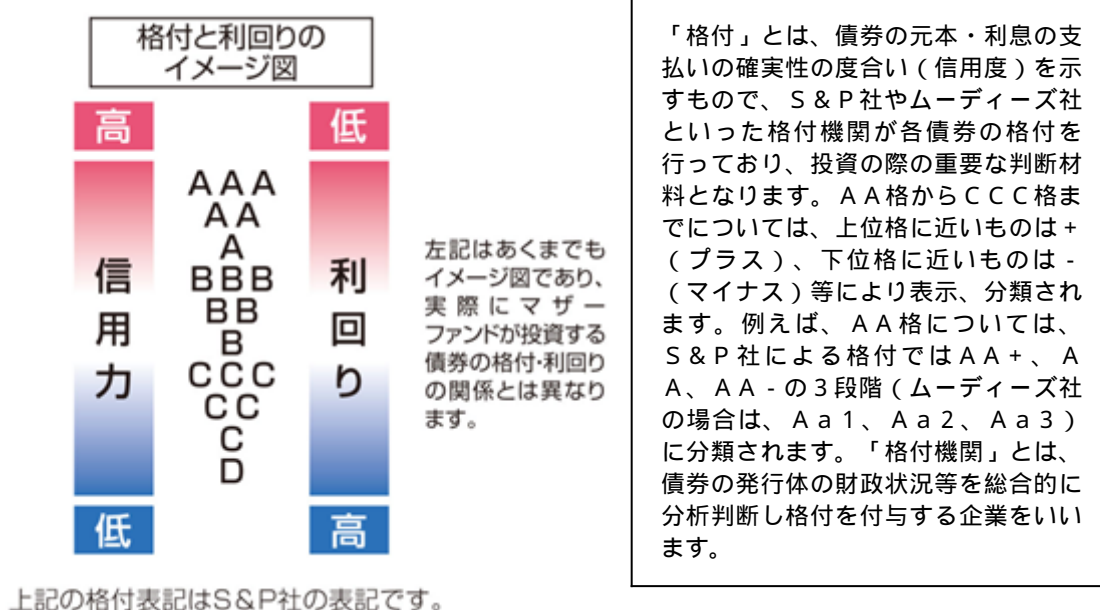 格付と利回りの
イメージ図
高
低
信用力
AAA
AA
A
BBB
BB
B
CCC
CC
C
D
利回り
低
高
左記はあくまでも
イメージ図であり、
実際にマザー
ファンドが投資する
債券の格付・利回り
の関係とは異なり
ます。
上記の格付表記はS&P社の表記です。
「格付」とは、債券の元本・利息の支
払いの確実性の度合い(信用度)を示
すもので、S&P社やムーディーズ社
といった格付機関が各債券の格付を
行っており、投資の際の重要な判断材
料となります。AA格からCCC格ま
でについては、上位格に近いものは+
(プラス)、下位格に近いものは-
(マイナス)等により表示、分類され
ます。例えば、AA格については、
S&P社による格付ではAA+、A
A、AA-の3段階(ムーディーズ社
の場合は、Aa1、Aa2、Aa3)
に分類されます。「格付機関」とは、
債券の発行体の財政状況等を総合的に
分析判断し格付を付与する企業をいい
ます。